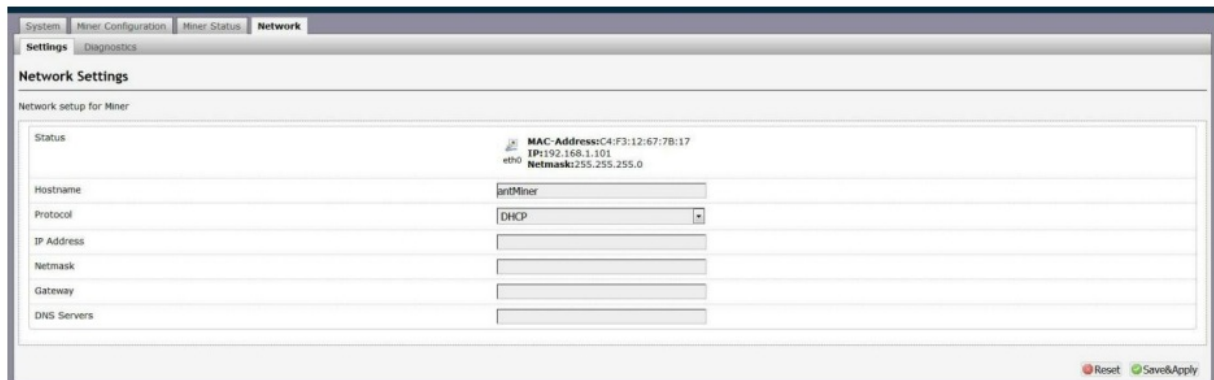 System Miner Configuration Miner Status Network
Settings Diagnostics
Network Settings
Network setup for Miner
Status
MAC-Address:C4:F3:12:67:7B:17
IP:192.168.1.101
eth0
Netmask:255.255.255.0
Hostname antMiner
Protocol DHCP
IP Address
Netmask
Gateway
DNS Servers
Reset Save&Apply